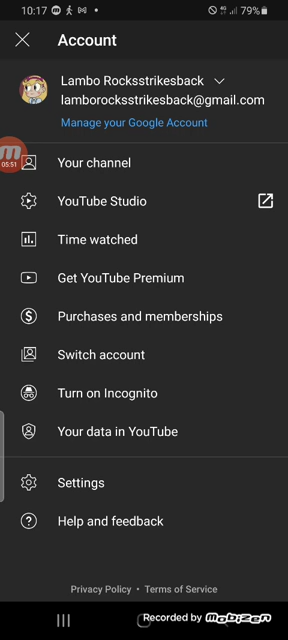 10:17 79%
Account
Lambo Rocksstrikesback
lamborocksstrikesback@gmail.com
Manage your Google Account
05:51
Your channel
YouTube Studio
Time watched
Get YouTube Premium
Purchases and memberships
Switch account
Turn on Incognito
Your data in YouTube
Settings
Help and feedback
Privacy Policy • Terms of Service
Recorded by Mobizen